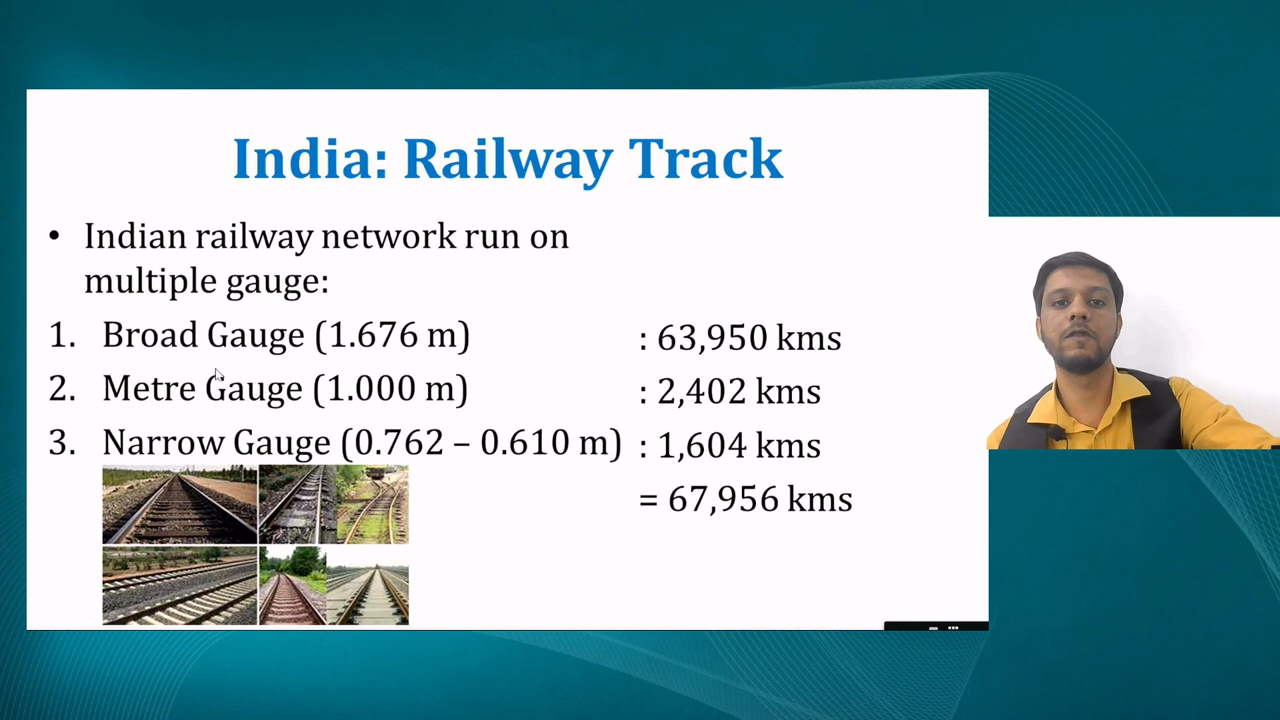 India: Railway Track
• Indian railway network run on
multiple gauge:
1. Broad Gauge (1.676 m) : 63,950 kms
2. Metre Gauge (1.000 m) : 2,402 kms
3. Narrow Gauge (0.762 – 0.610 m) : 1,604 kms
= 67,956 kms